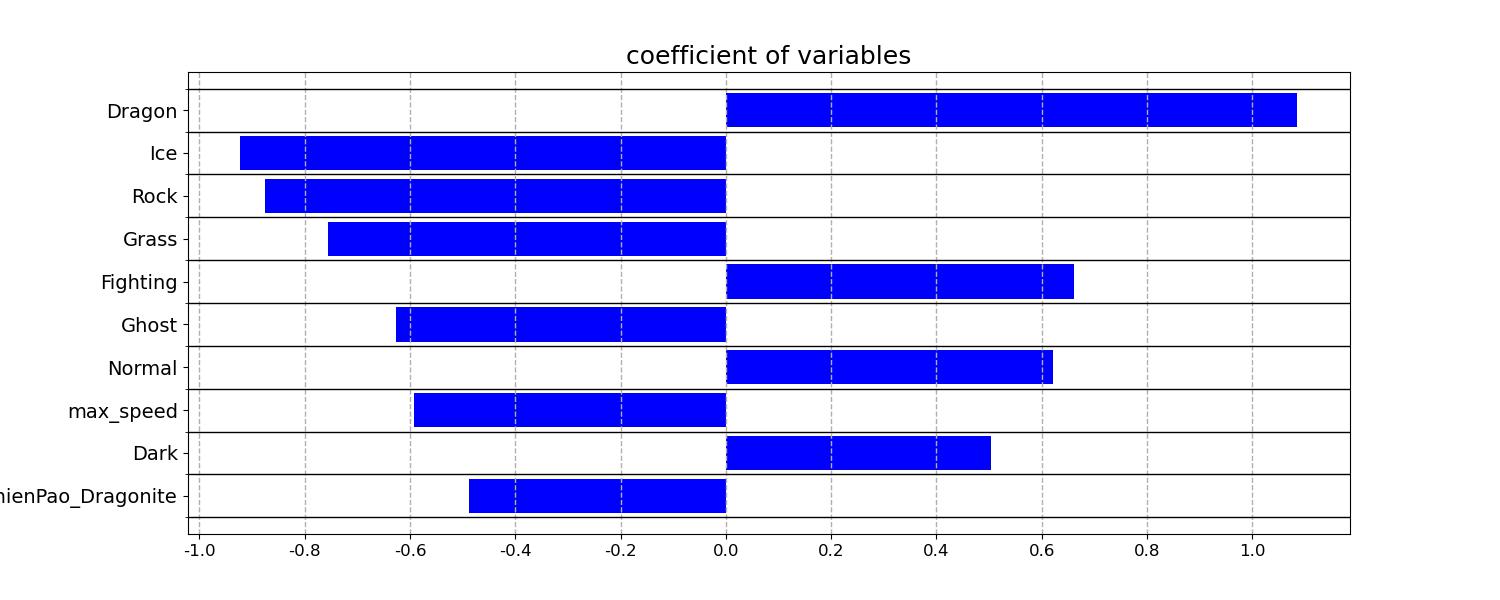 coefficient of variables
Dragon
Ice
Rock
Grass
Fighting
Ghost
Normal
max_speed
Dark
nienPao_Dragonite
-1.0 -0.8 -0.6 -0.4 -0.2 0.0 0.2 0.4 0.6 0.8 1.0